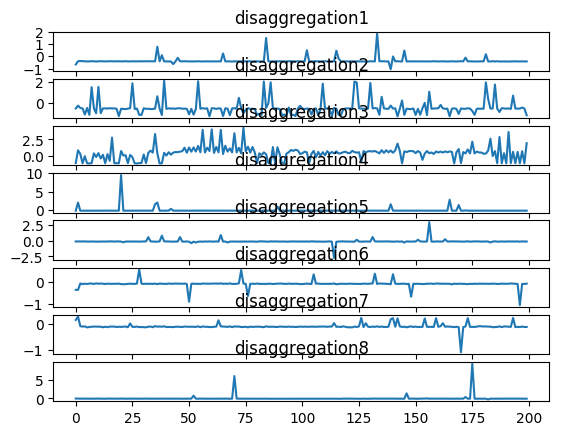 disaggregation1
2
1
0
−1
disaggregation2
2
0
disaggregation3
2.5
0.0
disaggregation4
10
5
0
disaggregation5
2.5
0.0
−2.5
disaggregation6
0
−1
disaggregation7
0
−1
disaggregation8
5
0
0 25 50 75 100 125 150 175 200